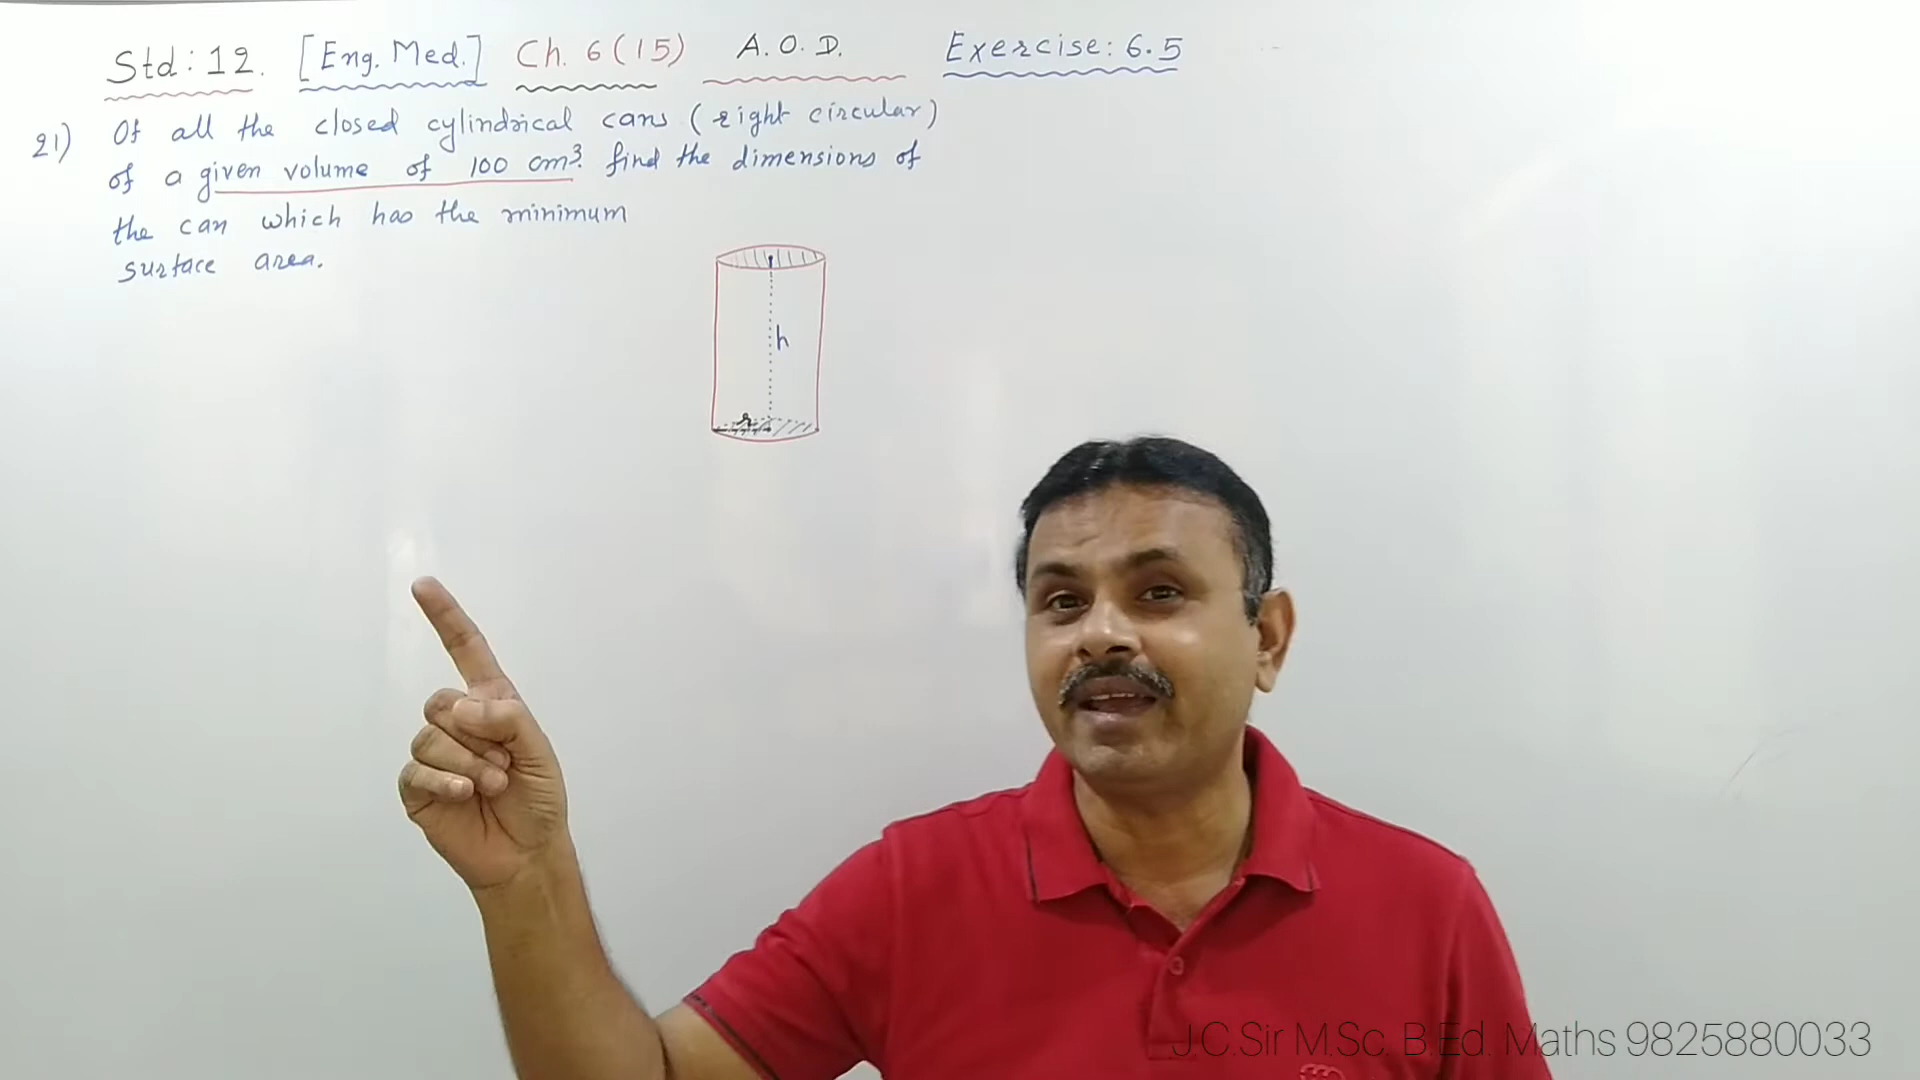 Std: 12. [Eng. Med.] Ch. 6 (15) A. O. D. Exercise: 6.5
21) Of all the closed cylindrical cans (right circular)
of a given volume of 100 cm³. find the dimensions of
the can which has the minimum
surface area.
h
r
J.C.Sir M.Sc. B.Ed. Maths 9825880033